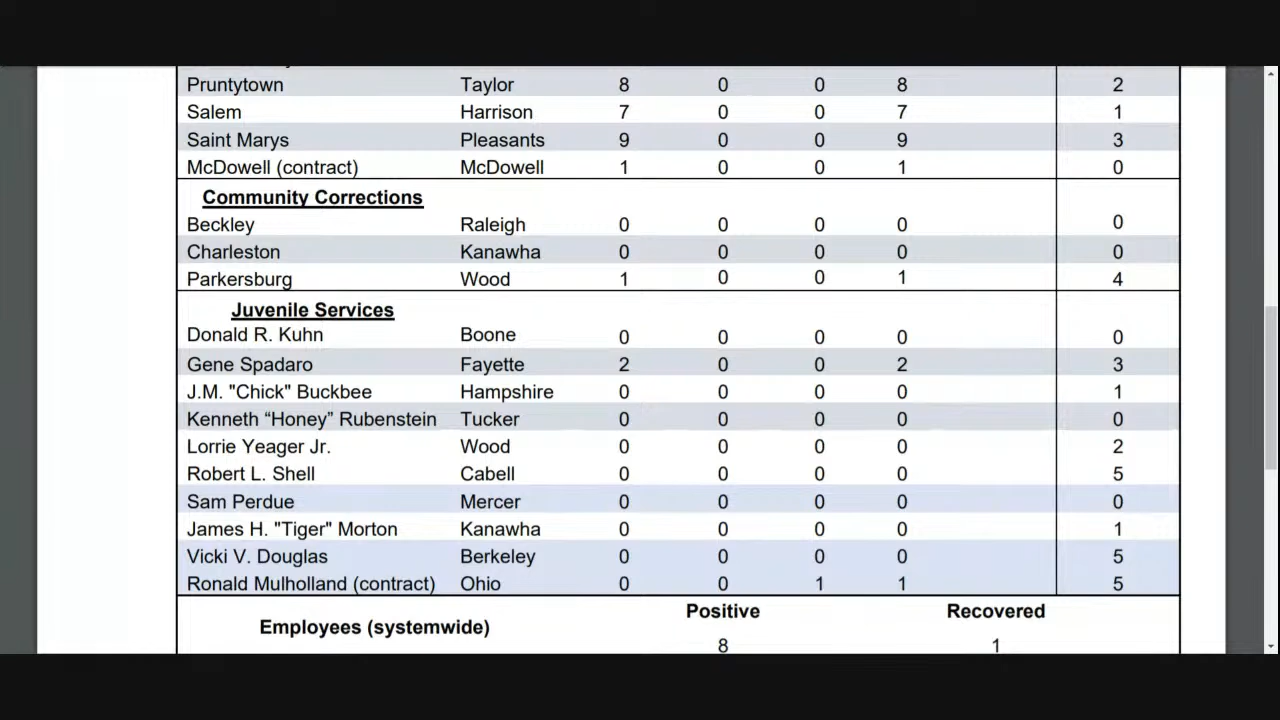 Pruntytown Taylor 8 0 0 8 2
Salem Harrison 7 0 0 7 1
Saint Marys Pleasants 9 0 0 9 3
McDowell (contract) McDowell 1 0 0 1 0
Community Corrections
Beckley Raleigh 0 0 0 0 0
Charleston Kanawha 0 0 0 0 0
Parkersburg Wood 1 0 0 1 4
Juvenile Services
Donald R. Kuhn Boone 0 0 0 0 0
Gene Spadaro Fayette 2 0 0 2 3
J.M. "Chick" Buckbee Hampshire 0 0 0 0 1
Kenneth “Honey” Rubenstein Tucker 0 0 0 0 0
Lorrie Yeager Jr. Wood 0 0 0 0 2
Robert L. Shell Cabell 0 0 0 0 5
Sam Perdue Mercer 0 0 0 0 0
James H. "Tiger" Morton Kanawha 0 0 0 0 1
Vicki V. Douglas Berkeley 0 0 0 0 5
Ronald Mulholland (contract) Ohio 0 0 1 1 5
Positive Recovered
Employees (systemwide)
8 1